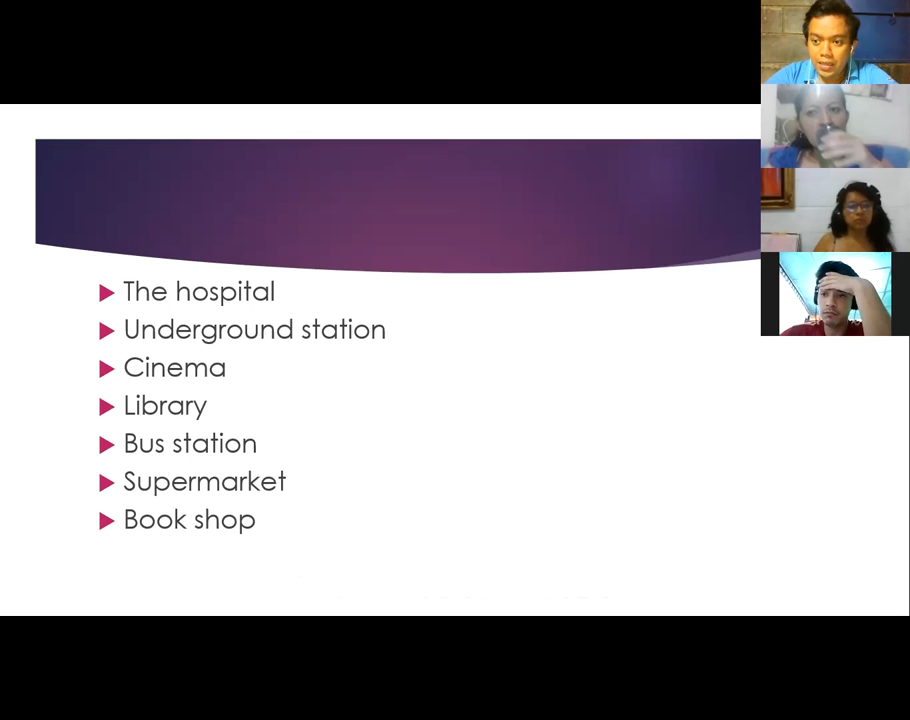 The hospital
Underground station
Cinema
Library
Bus station
Supermarket
Book shop